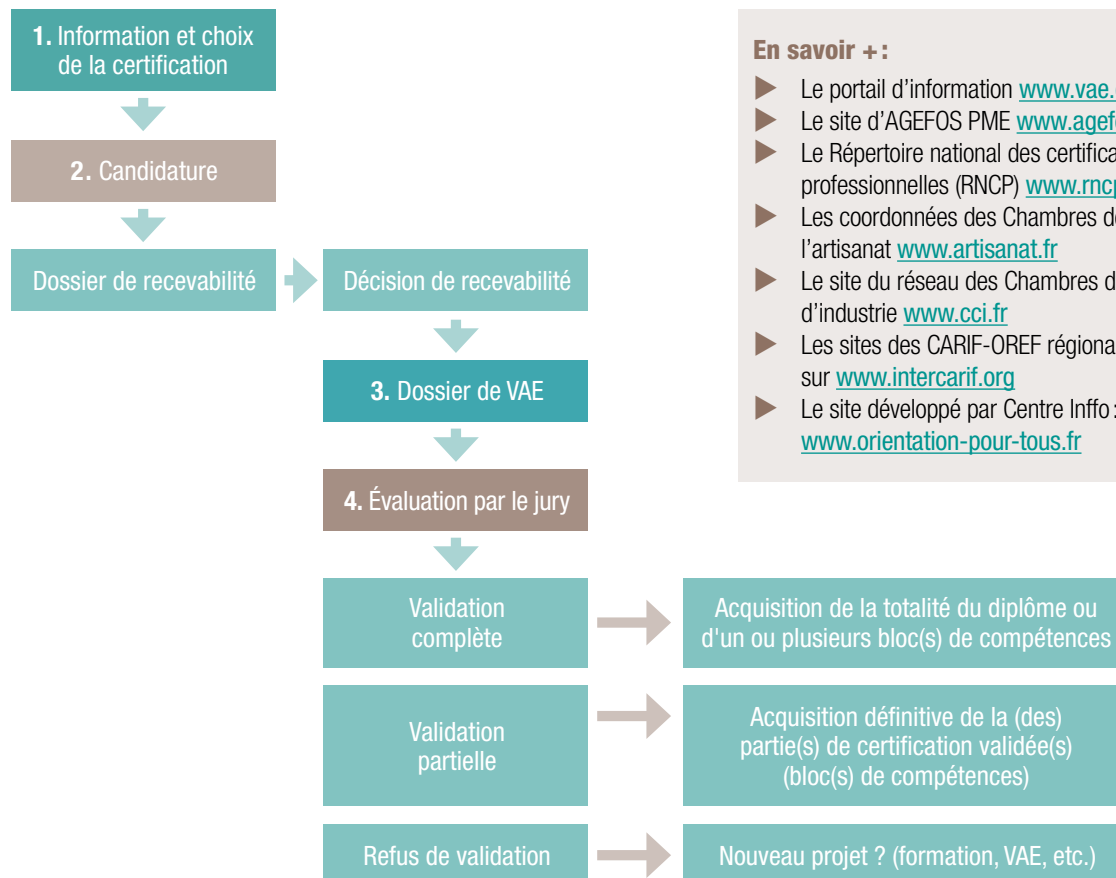 1. Information et choix
de la certification
2. Candidature
Dossier de recevabilité
Décision de recevabilité
3. Dossier de VAE
4. Évaluation par le jury
Validation
complète
Acquisition de la totalité du diplôme ou
d'un ou plusieurs bloc(s) de compétences
Validation
partielle
Acquisition définitive de la (des)
partie(s) de certification validée(s)
(bloc(s) de compétences)
Refus de validation
Nouveau projet ? (formation, VAE, etc.)
En savoir + :
Le portail d’information www.vae.
Le site d’AGEFOS PME
Le Répertoire national des
professionnelles (RNCP)
Les coordonnées des Chambres
l’artisanat www.artisanat.fr
Le site du réseau des Chambres
d’industrie www.cci.fr
Les sites des CARIF-OREF
sur www.intercarif.org
Le site développé par Centre Inffo :
www.orientation-pour-tous.fr